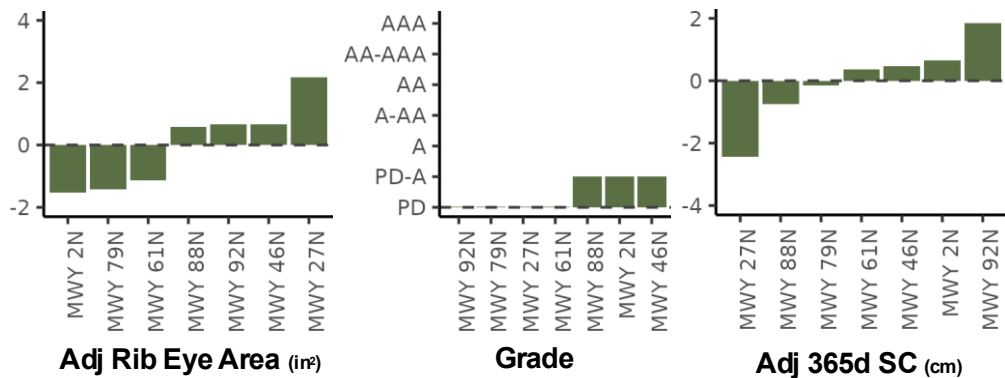 4
2
0
-2
MWY 2N
MWY 79N
MWY 61N
MWY 88N
MWY 92N
MWY 46N
MWY 27N
Adj Rib Eye Area (in²)
AAA
AA-AAA
AA
A-AA
A
PD-A
PD
MWY 92N
MWY 79N
MWY 27N
MWY 61N
MWY 88N
MWY 2N
MWY 46N
Grade
2
0
-2
-4
MWY 27N
MWY 88N
MWY 79N
MWY 61N
MWY 46N
MWY 2N
MWY 92N
Adj 365d SC (cm)